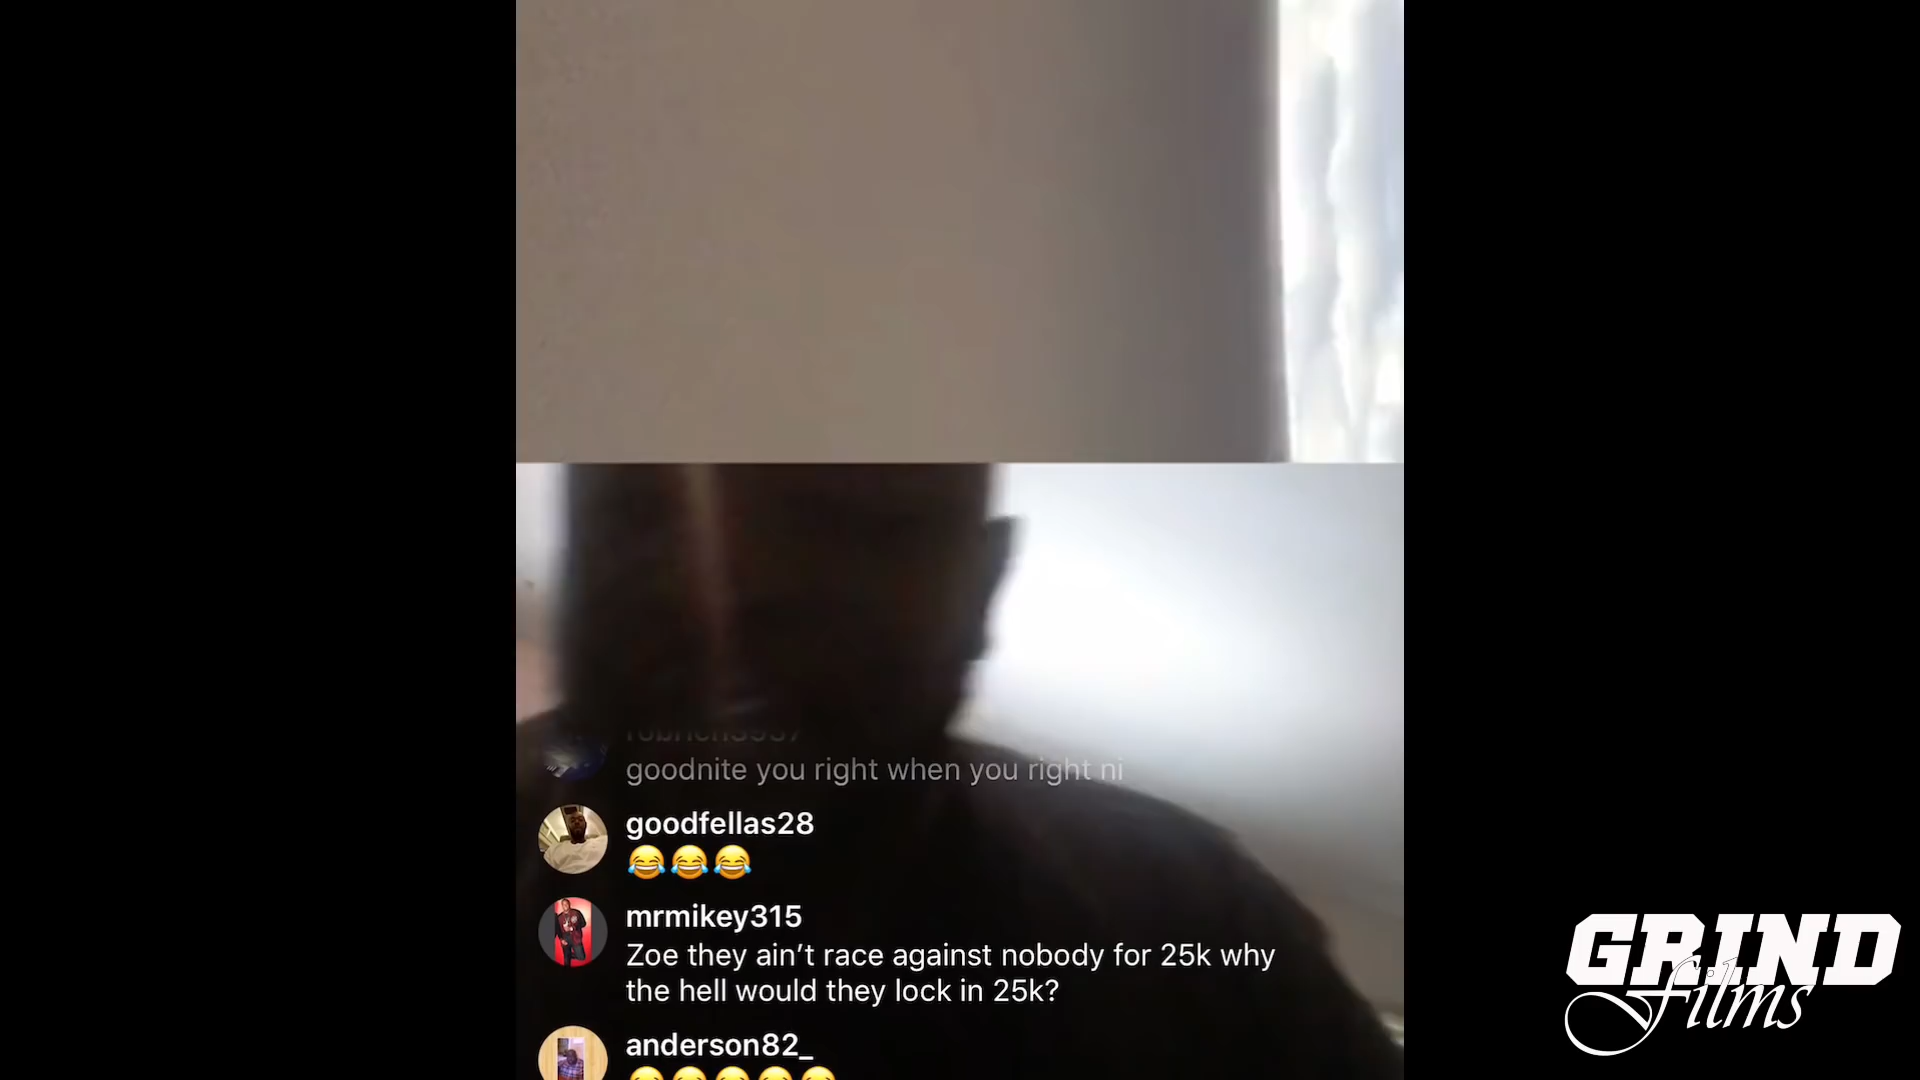 goodnite you right when you right ni
goodfellas28
😂😂😂
mrmikey315
Zoe they ain’t race against nobody for 25k why
the hell would they lock in 25k?
anderson82_
😂😂😂😂😂
GRIND
films